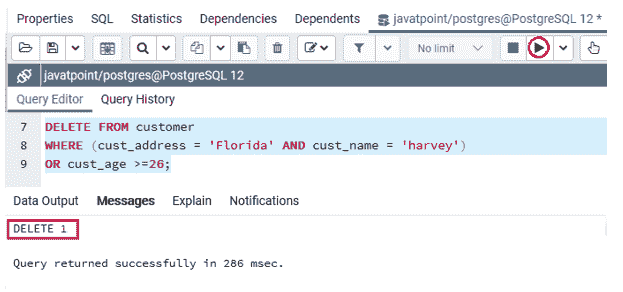 Properties SQL Statistics Dependencies Dependents javatpoint/postgres@PostgreSQL 12 *
No limit
javatpoint/postgres@PostgreSQL 12
Query Editor Query History
7 DELETE FROM customer
8 WHERE (cust_address = 'Florida' AND cust_name = 'harvey')
9 OR cust_age >=26;
Data Output Messages Explain Notifications
DELETE 1
Query returned successfully in 286 msec.